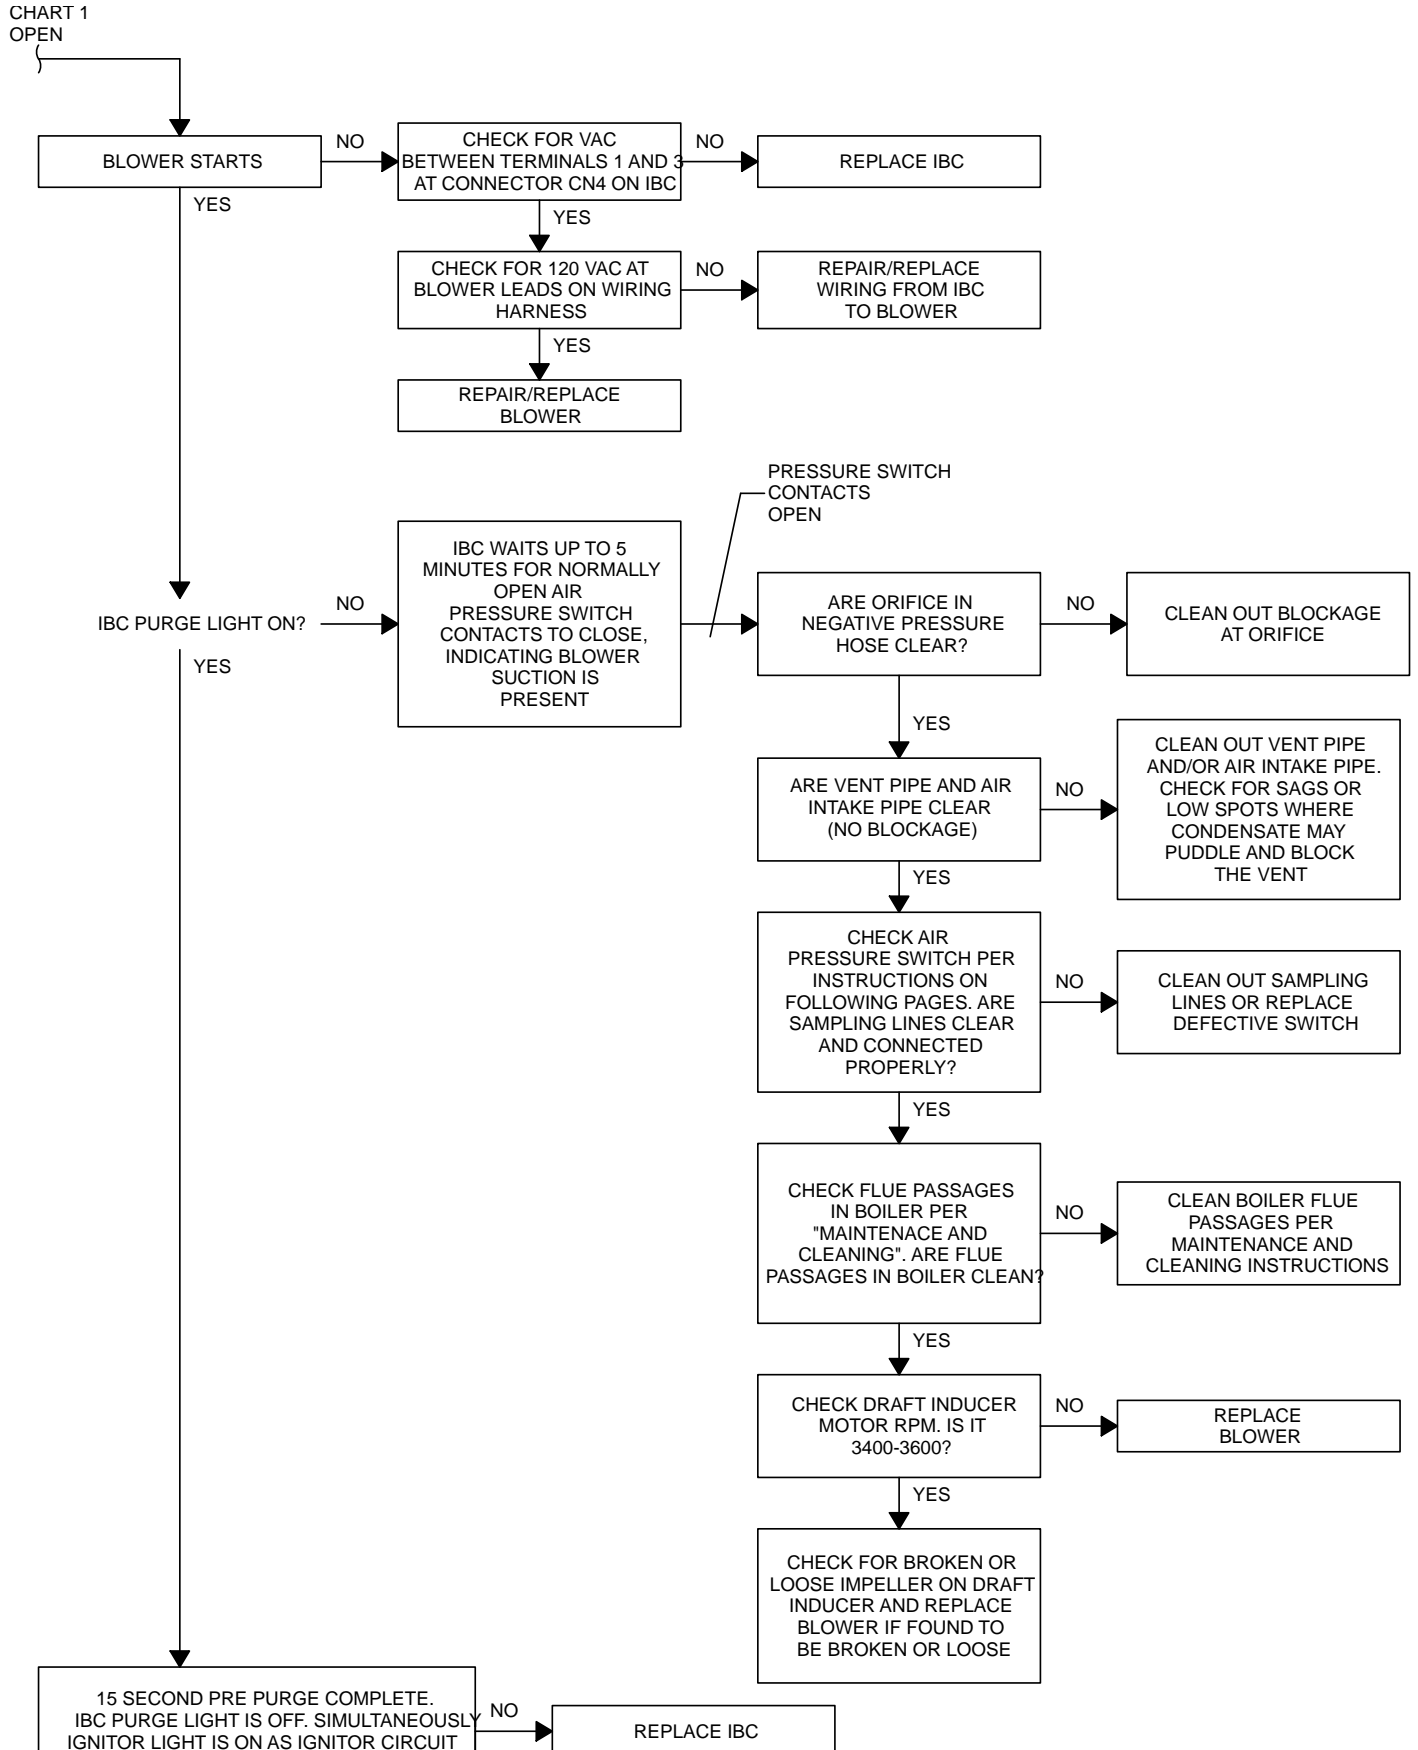 CHART 1
OPEN
BLOWER STARTS
NO
CHECK FOR VAC
BETWEEN TERMINALS 1 AND 3
AT CONNECTOR CN4 ON IBC
NO
REPLACE IBC
YES
YES
CHECK FOR 120 VAC AT
BLOWER LEADS ON WIRING
HARNESS
NO
REPAIR/REPLACE
WIRING FROM IBC
TO BLOWER
YES
REPAIR/REPLACE
BLOWER
PRESSURE SWITCH
CONTACTS
OPEN
IBC PURGE LIGHT ON?
NO
IBC WAITS UP TO 5
MINUTES FOR NORMALLY
OPEN AIR
PRESSURE SWITCH
CONTACTS TO CLOSE,
INDICATING BLOWER
SUCTION IS
PRESENT
ARE ORIFICE IN
NEGATIVE PRESSURE
HOSE CLEAR?
NO
CLEAN OUT BLOCKAGE
AT ORIFICE
YES
YES
ARE VENT PIPE AND AIR
INTAKE PIPE CLEAR
(NO BLOCKAGE)
NO
CLEAN OUT VENT PIPE
AND/OR AIR INTAKE PIPE.
CHECK FOR SAGS OR
LOW SPOTS WHERE
CONDENSATE MAY
PUDDLE AND BLOCK
THE VENT
YES
CHECK AIR
PRESSURE SWITCH PER
INSTRUCTIONS ON
FOLLOWING PAGES. ARE
SAMPLING LINES CLEAR
AND CONNECTED
PROPERLY?
NO
CLEAN OUT SAMPLING
LINES OR REPLACE
DEFECTIVE SWITCH
YES
CHECK FLUE PASSAGES
IN BOILER PER
"MAINTENACE AND
CLEANING". ARE FLUE
PASSAGES IN BOILER CLEAN?
NO
CLEAN BOILER FLUE
PASSAGES PER
MAINTENANCE AND
CLEANING INSTRUCTIONS
YES
CHECK DRAFT INDUCER
MOTOR RPM. IS IT
3400-3600?
NO
REPLACE
BLOWER
YES
CHECK FOR BROKEN OR
LOOSE IMPELLER ON DRAFT
INDUCER AND REPLACE
BLOWER IF FOUND TO
BE BROKEN OR LOOSE
15 SECOND PRE PURGE COMPLETE.
IBC PURGE LIGHT IS OFF. SIMULTANEOUSLY
IGNITOR LIGHT IS ON AS IGNITOR CIRCUIT
NO
REPLACE IBC